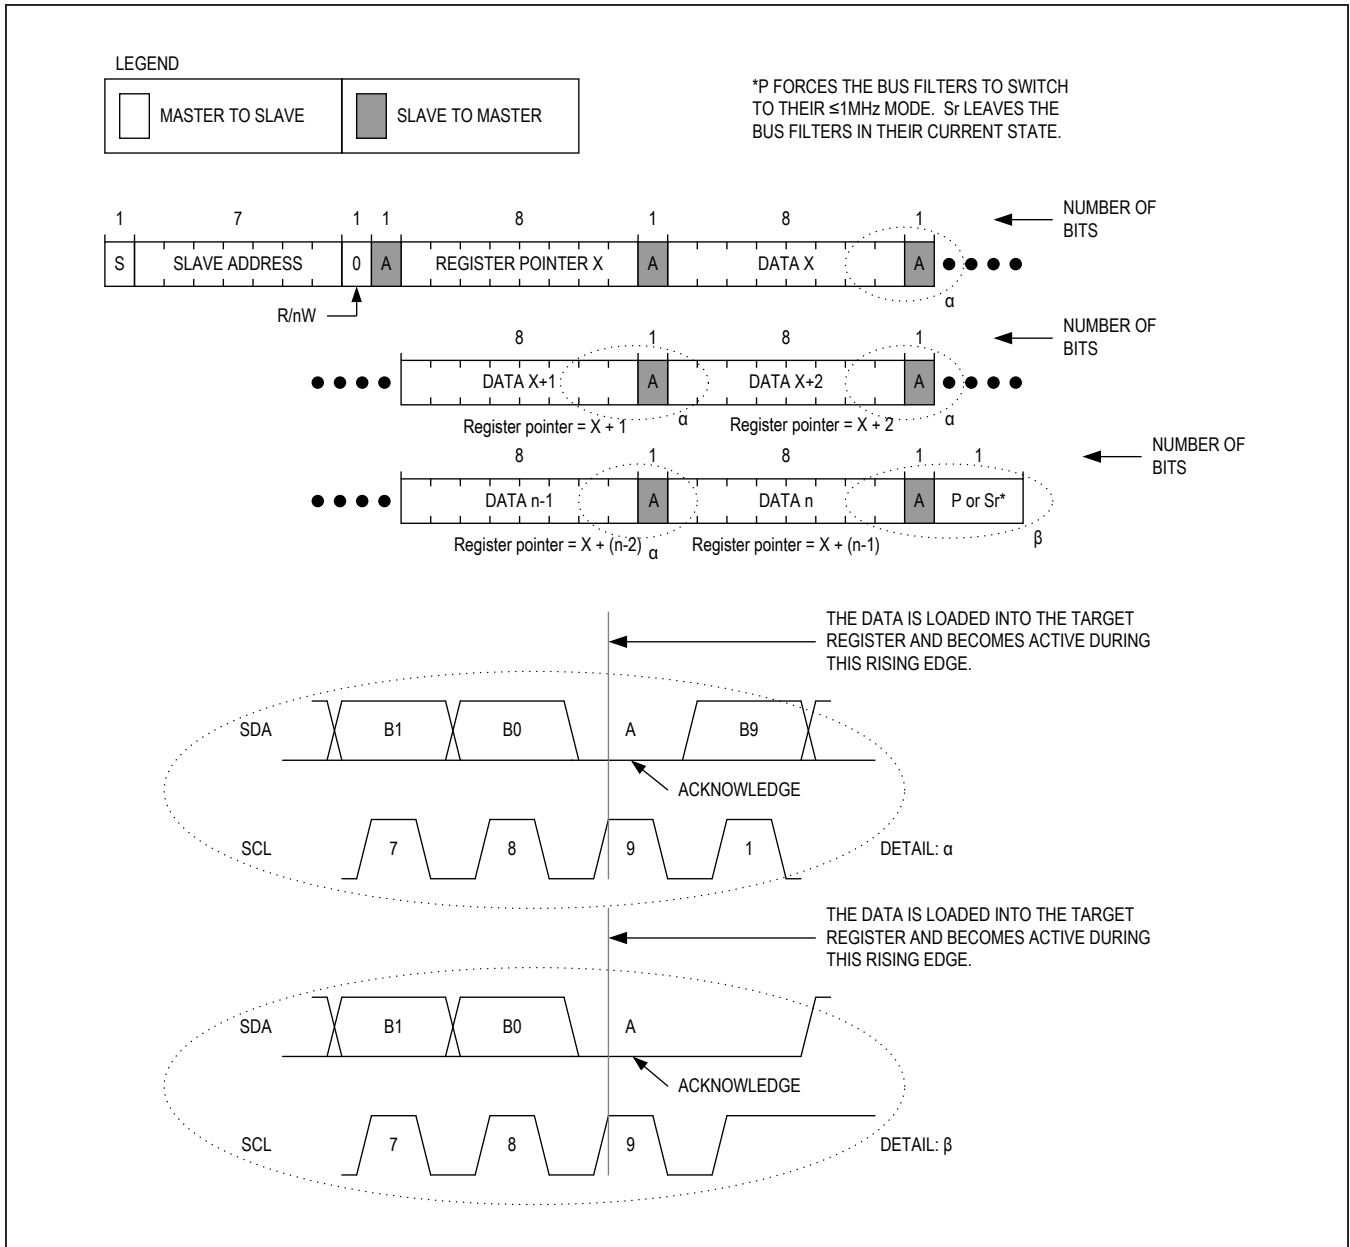 LEGEND
MASTER TO SLAVE
SLAVE TO MASTER
*P FORCES THE BUS FILTERS TO SWITCH
TO THEIR ≤1MHz MODE. Sr LEAVES THE
BUS FILTERS IN THEIR CURRENT STATE.
1 7 1 1 8 1 8 1
NUMBER OF
BITS
S SLAVE ADDRESS 0 A REGISTER POINTER X A DATA X A
α
R/nW
8 1 8 1
NUMBER OF
BITS
DATA X+1 A DATA X+2 A
Register pointer = X + 1 α Register pointer = X + 2 α
8 1 8 1 1
NUMBER OF
BITS
DATA n-1 A DATA n A P or Sr*
Register pointer = X + (n-2) α Register pointer = X + (n-1) β
THE DATA IS LOADED INTO THE TARGET
REGISTER AND BECOMES ACTIVE DURING
THIS RISING EDGE.
SDA B1 B0 A B9
ACKNOWLEDGE
SCL 7 8 9 1 DETAIL: α
THE DATA IS LOADED INTO THE TARGET
REGISTER AND BECOMES ACTIVE DURING
THIS RISING EDGE.
SDA B1 B0 A
ACKNOWLEDGE
SCL 7 8 9 DETAIL: β